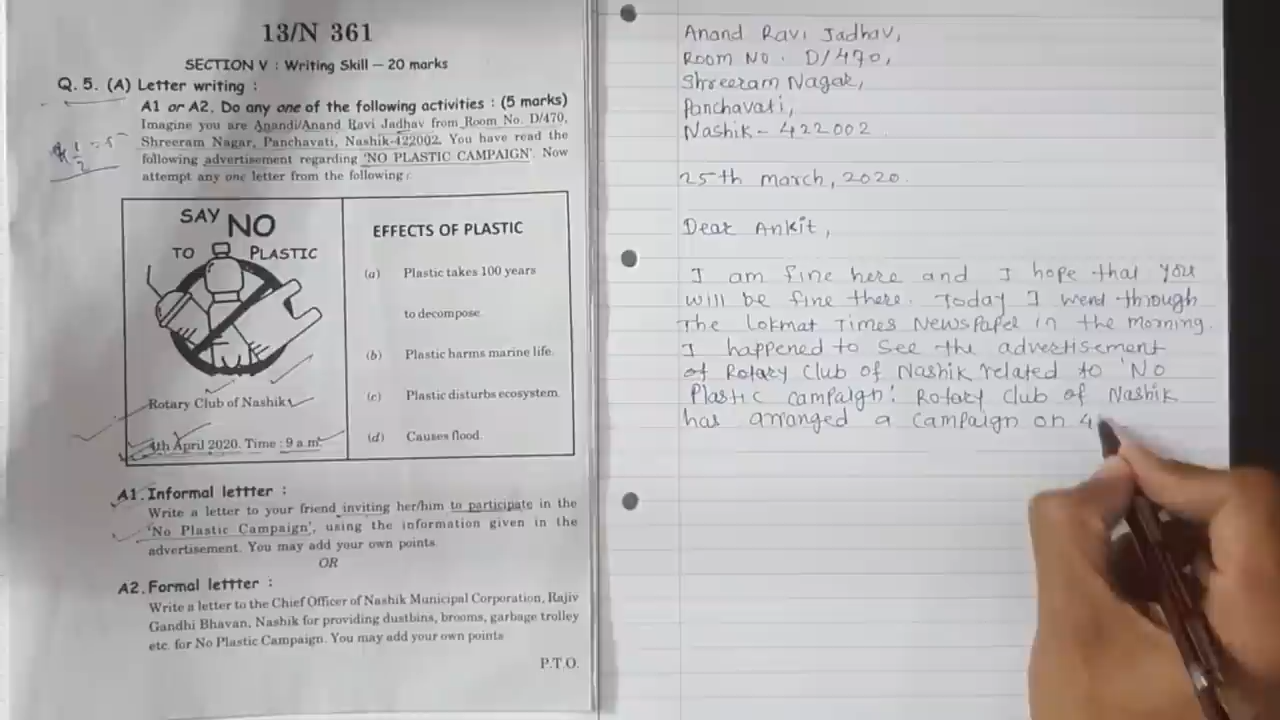 13/N 361
SECTION V : Writing Skill – 20 marks
Q. 5. (A) Letter writing :
A1 or A2. Do any one of the following activities : (5 marks)
Imagine you are Anandi/Anand Ravi Jadhav from Room No. D/470,
Shreeram Nagar, Panchavati, Nashik-422002. You have read the
following advertisement regarding 'NO PLASTIC CAMPAIGN'. Now
attempt any one letter from the following:
SAY NO
TO PLASTIC
Rotary Club of Nashik
4th April 2020. Time : 9 a.m.
EFFECTS OF PLASTIC
(a) Plastic takes 100 years
to decompose.
(b) Plastic harms marine life.
(c) Plastic disturbs ecosystem.
(d) Causes flood.
A1. Informal lettter :
Write a letter to your friend inviting her/him to participate in the
'No Plastic Campaign', using the information given in the
advertisement. You may add your own points.
OR
A2. Formal lettter :
Write a letter to the Chief Officer of Nashik Municipal Corporation, Rajiv
Gandhi Bhavan, Nashik for providing dustbins, brooms, garbage trolley
etc. for No Plastic Campaign. You may add your own points
P.T.O.
Anand Ravi Jadhav,
Room No. D/470,
Shreeram Nagar,
Panchavati,
Nashik - 422002.
25th march, 2020.
Dear Ankit,
I am fine here and I hope that you
will be fine there. Today I went through
The Lokmat Times Newspaper in the morning.
I happened to see the advertisement
of Rotary Club of Nashik related to 'No
Plastic campaign.' Rotary club of Nashik
has arranged a campaign on 4